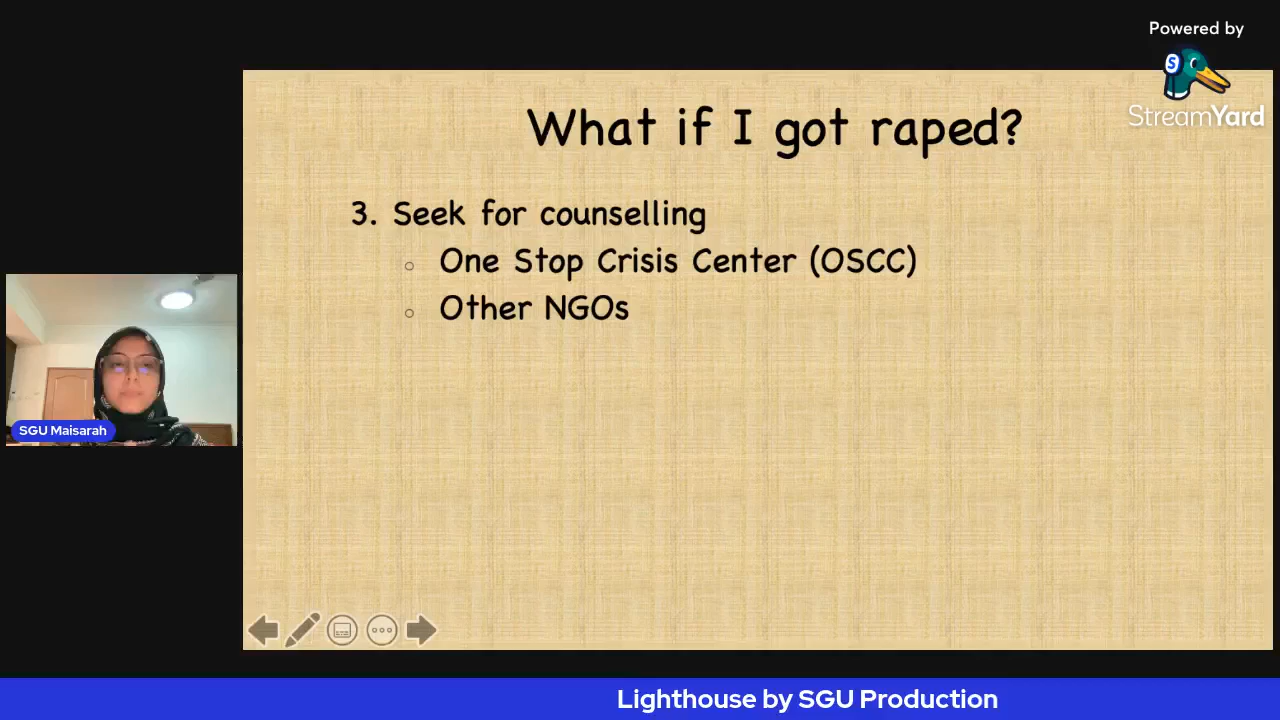 Powered by
StreamYard
What if I got raped?
3. Seek for counselling
○ One Stop Crisis Center (OSCC)
○ Other NGOs
SGU Maisarah
Lighthouse by SGU Production